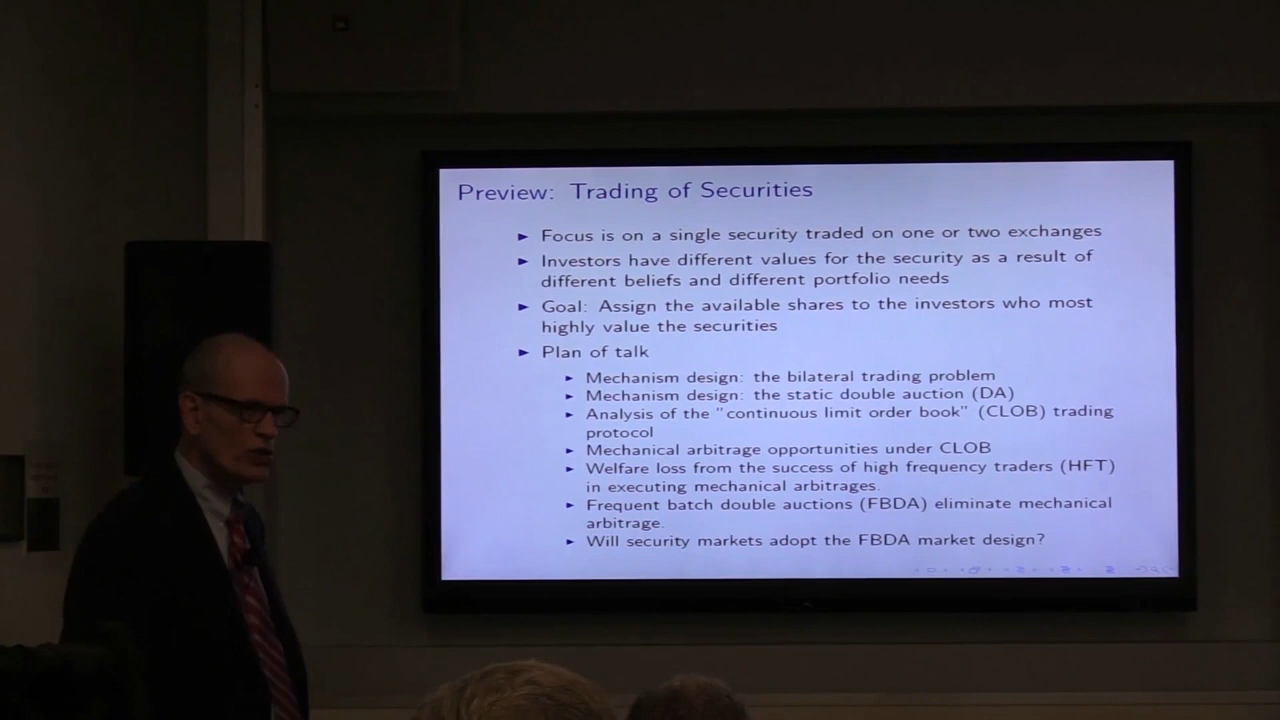 Preview: Trading of Securities
► Focus is on a single security traded on one or two exchanges
► Investors have different values for the security as a result of
different beliefs and different portfolio needs
► Goal: Assign the available shares to the investors who most
highly value the securities
► Plan of talk
► Mechanism design: the bilateral trading problem
► Mechanism design: the static double auction (DA)
► Analysis of the "continuous limit order book" (CLOB) trading
protocol
► Mechanical arbitrage opportunities under CLOB
► Welfare loss from the success of high frequency traders (HFT)
in executing mechanical arbitrages.
► Frequent batch double auctions (FBDA) eliminate mechanical
arbitrage.
► Will security markets adopt the FBDA market design?